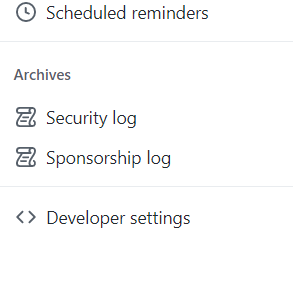 Scheduled reminders
Archives
Security log
Sponsorship log
Developer settings